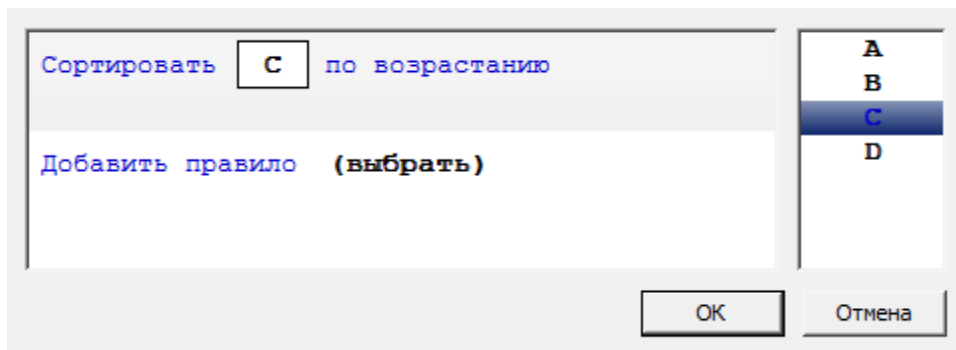 Сортировать C по возрастанию
Добавить правило (выбрать)
A
B
C
D
OK
Отмена